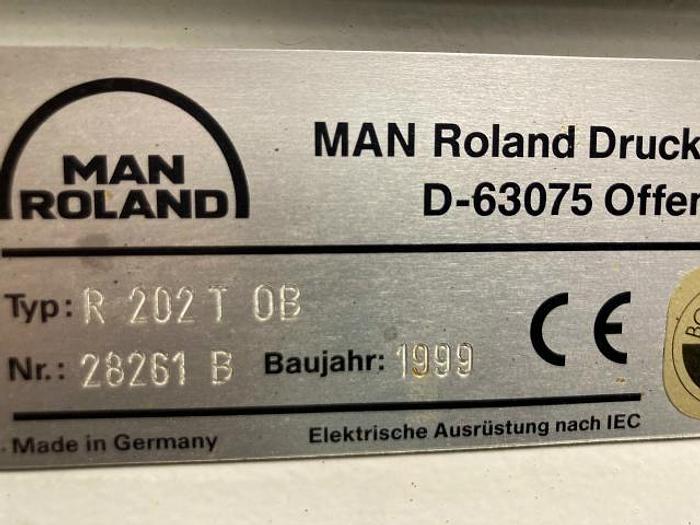 MAN
ROLAND
MAN Roland Druck
D-63075 Offen
Typ: R 202 T OB
Nr.: 28261 B Baujahr: 1999
CE
Made in Germany
Elektrische Ausrüstung nach IEC